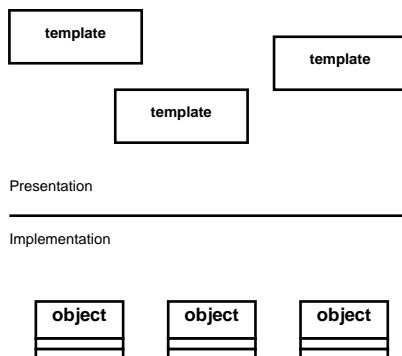 template
template
template
Presentation
Implementation
object object object